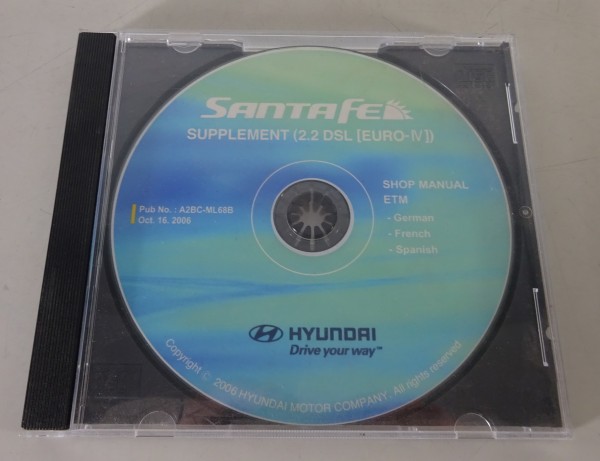 SANTAFE
SUPPLEMENT (2.2 DSL [EURO-Ⅳ])
SHOP MANUAL
ETM
- German
- French
- Spanish
Pub No. : A2BC-ML68B
Oct. 16. 2006
HYUNDAI
Drive your way™
Copyright © 2006 HYUNDAI MOTOR COMPANY. All rights reserved.